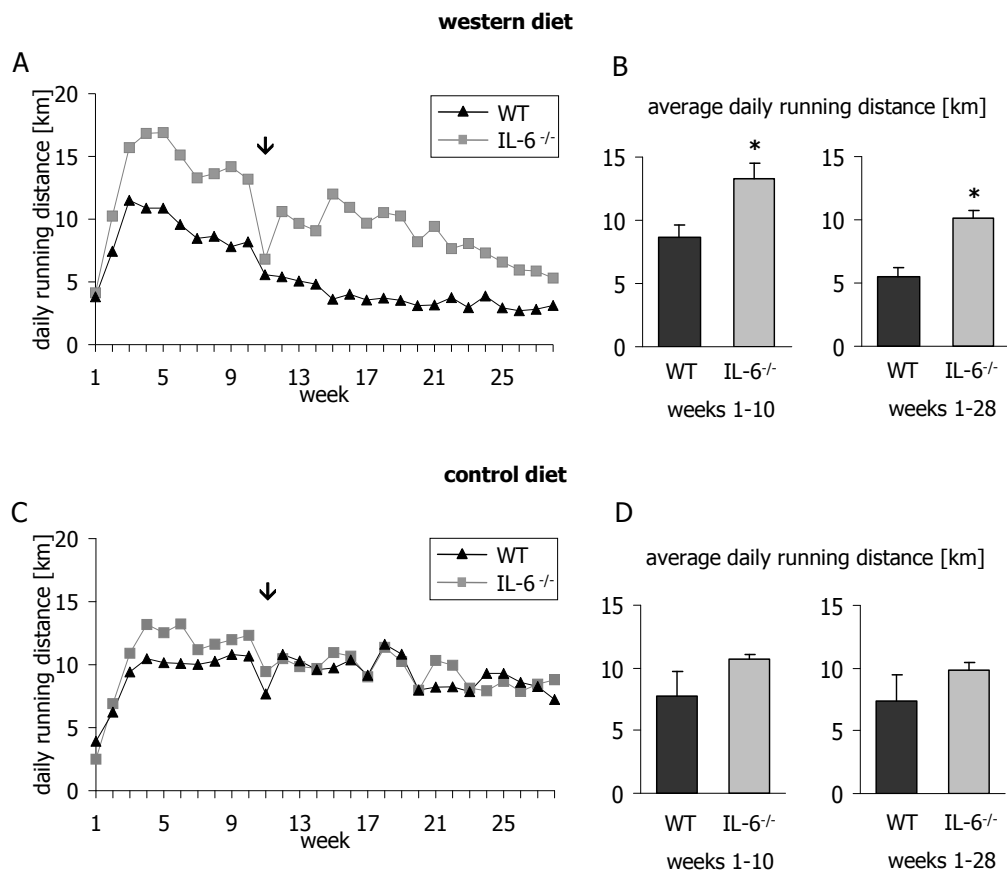 western diet
A
daily running distance [km]
20
15
10
5
0
1 5 9 13 17 21 25
week
WT
IL-6 -/-
↓
B
average daily running distance [km]
15
10
5
0
*
WT IL-6-/-
weeks 1-10
15
10
5
0
*
WT IL-6-/-
weeks 1-28
control diet
C
daily running distance [km]
20
15
10
5
0
1 5 9 13 17 21 25
week
WT
IL-6 -/-
↓
D
average daily running distance [km]
15
10
5
0
WT IL-6-/-
weeks 1-10
15
10
5
0
WT IL-6-/-
weeks 1-28